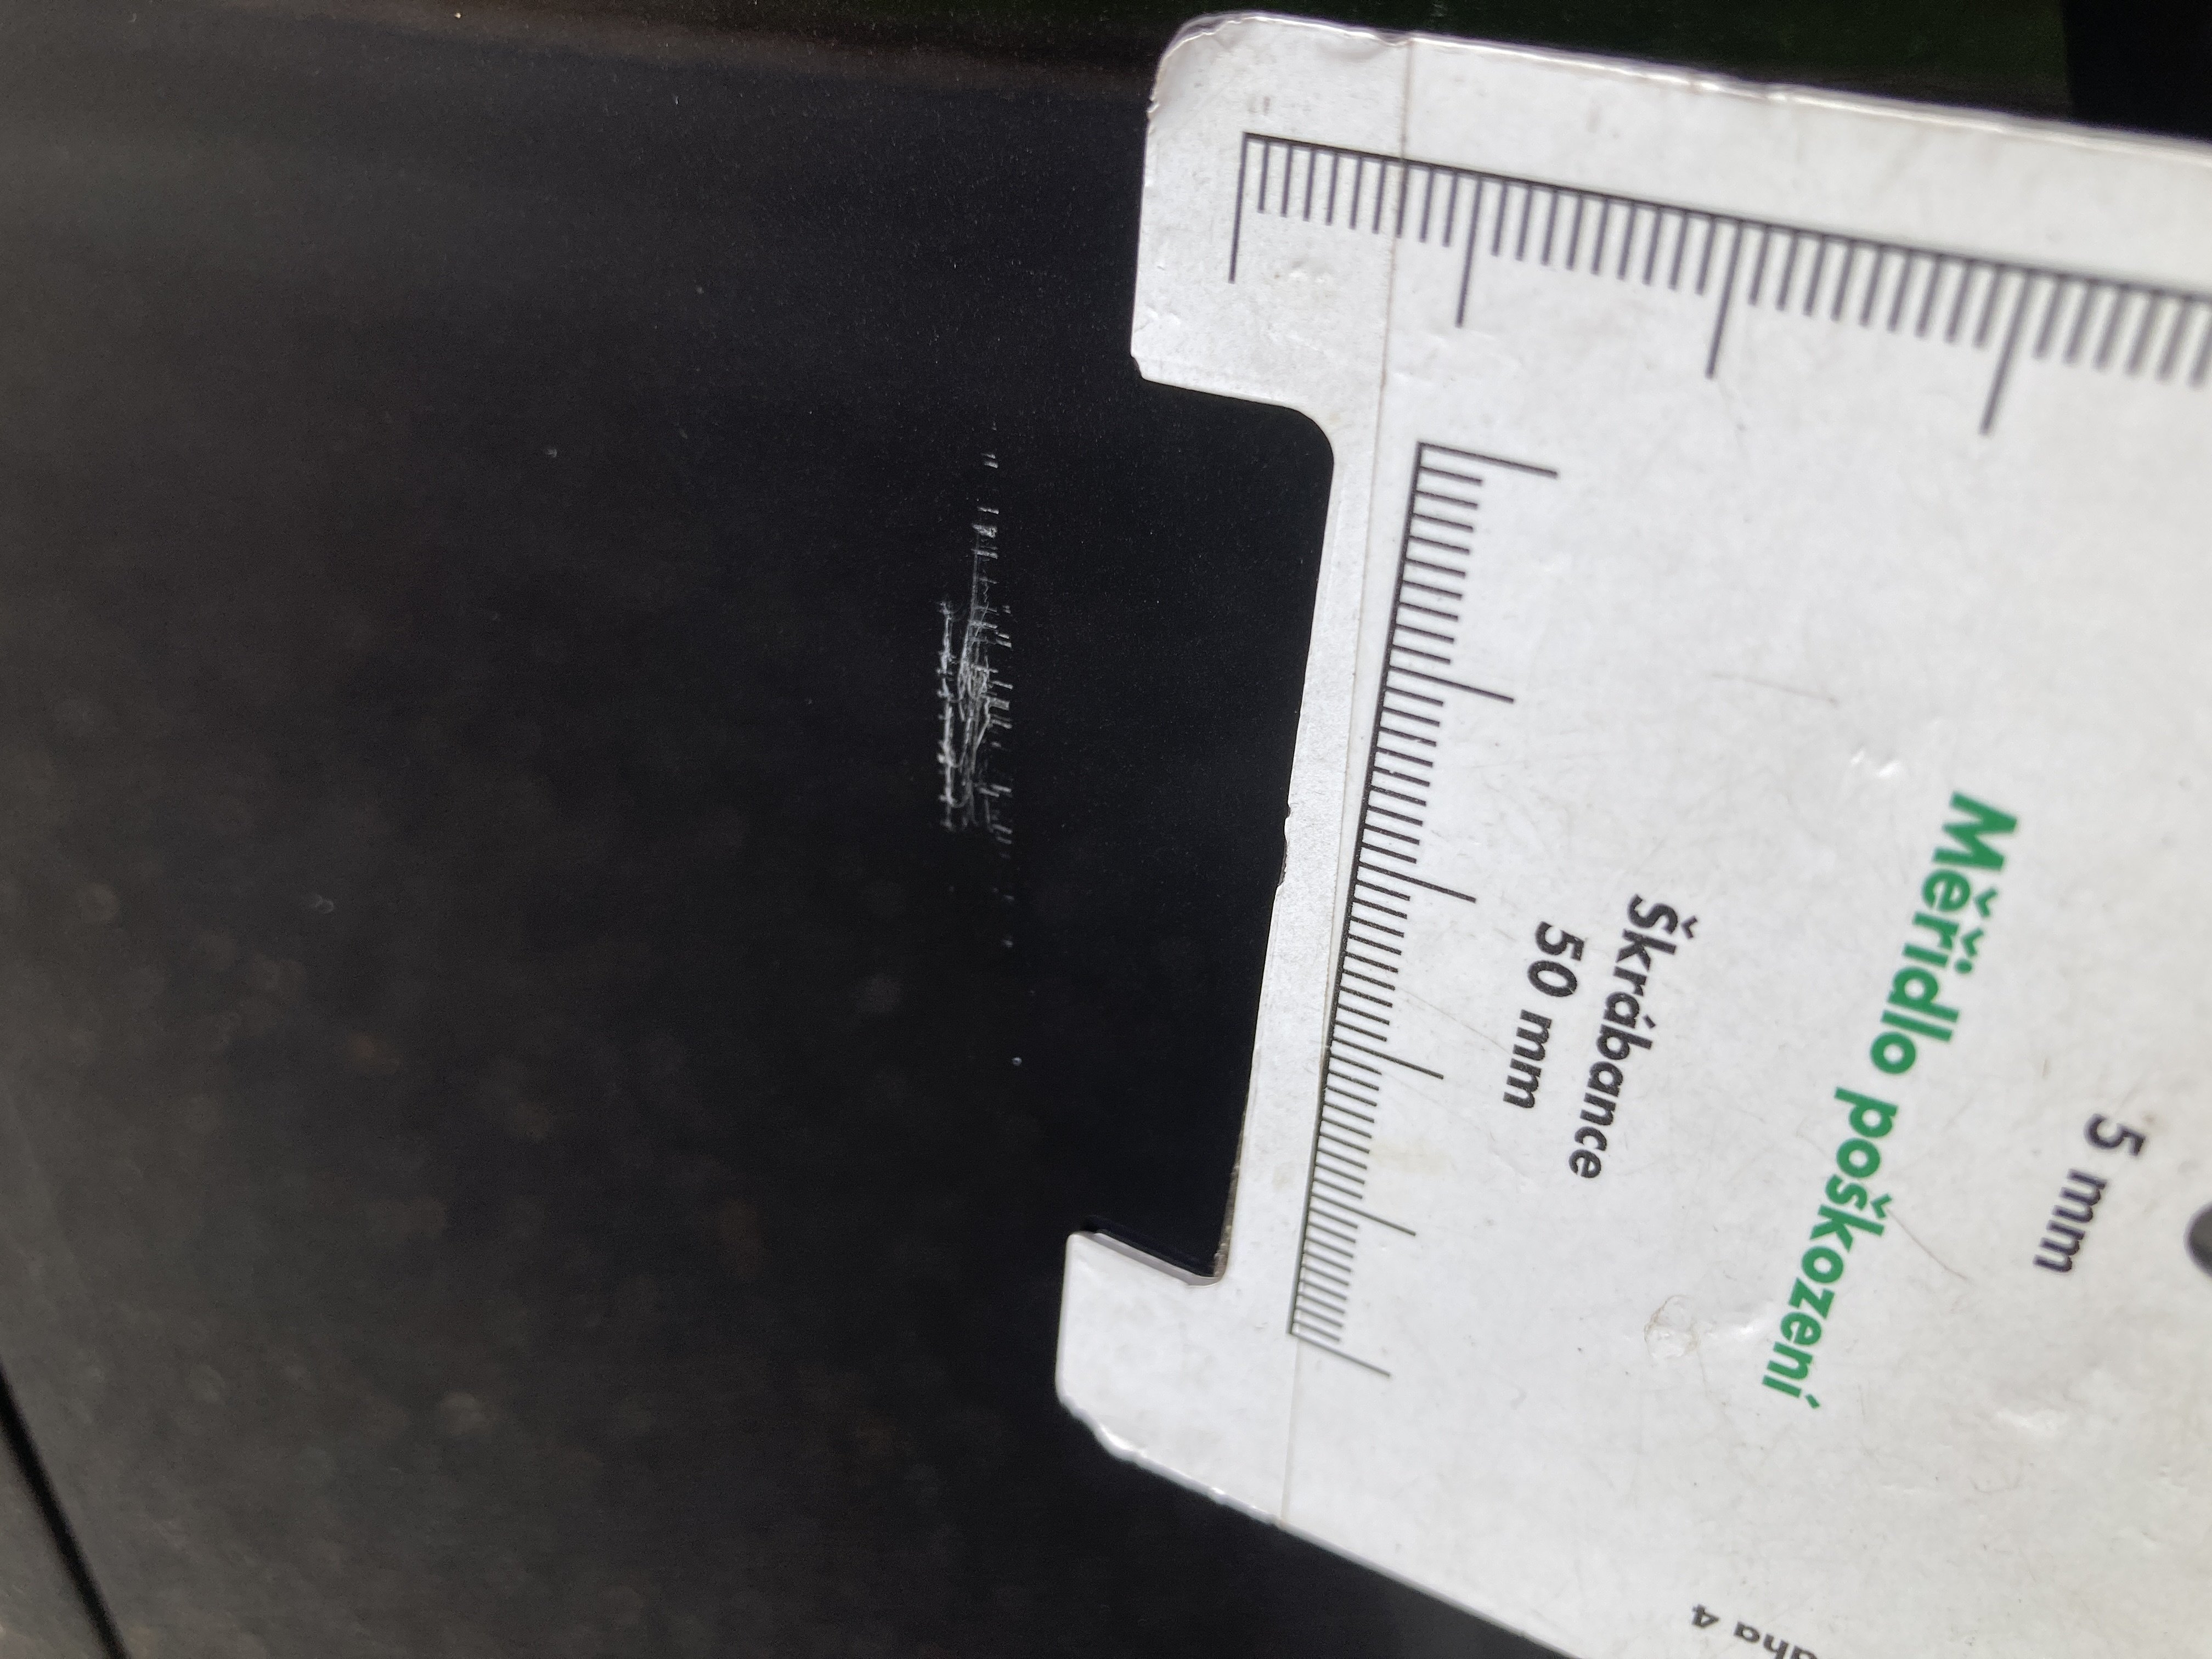 Měřidlo poškození
Škrábance
50 mm
5 mm